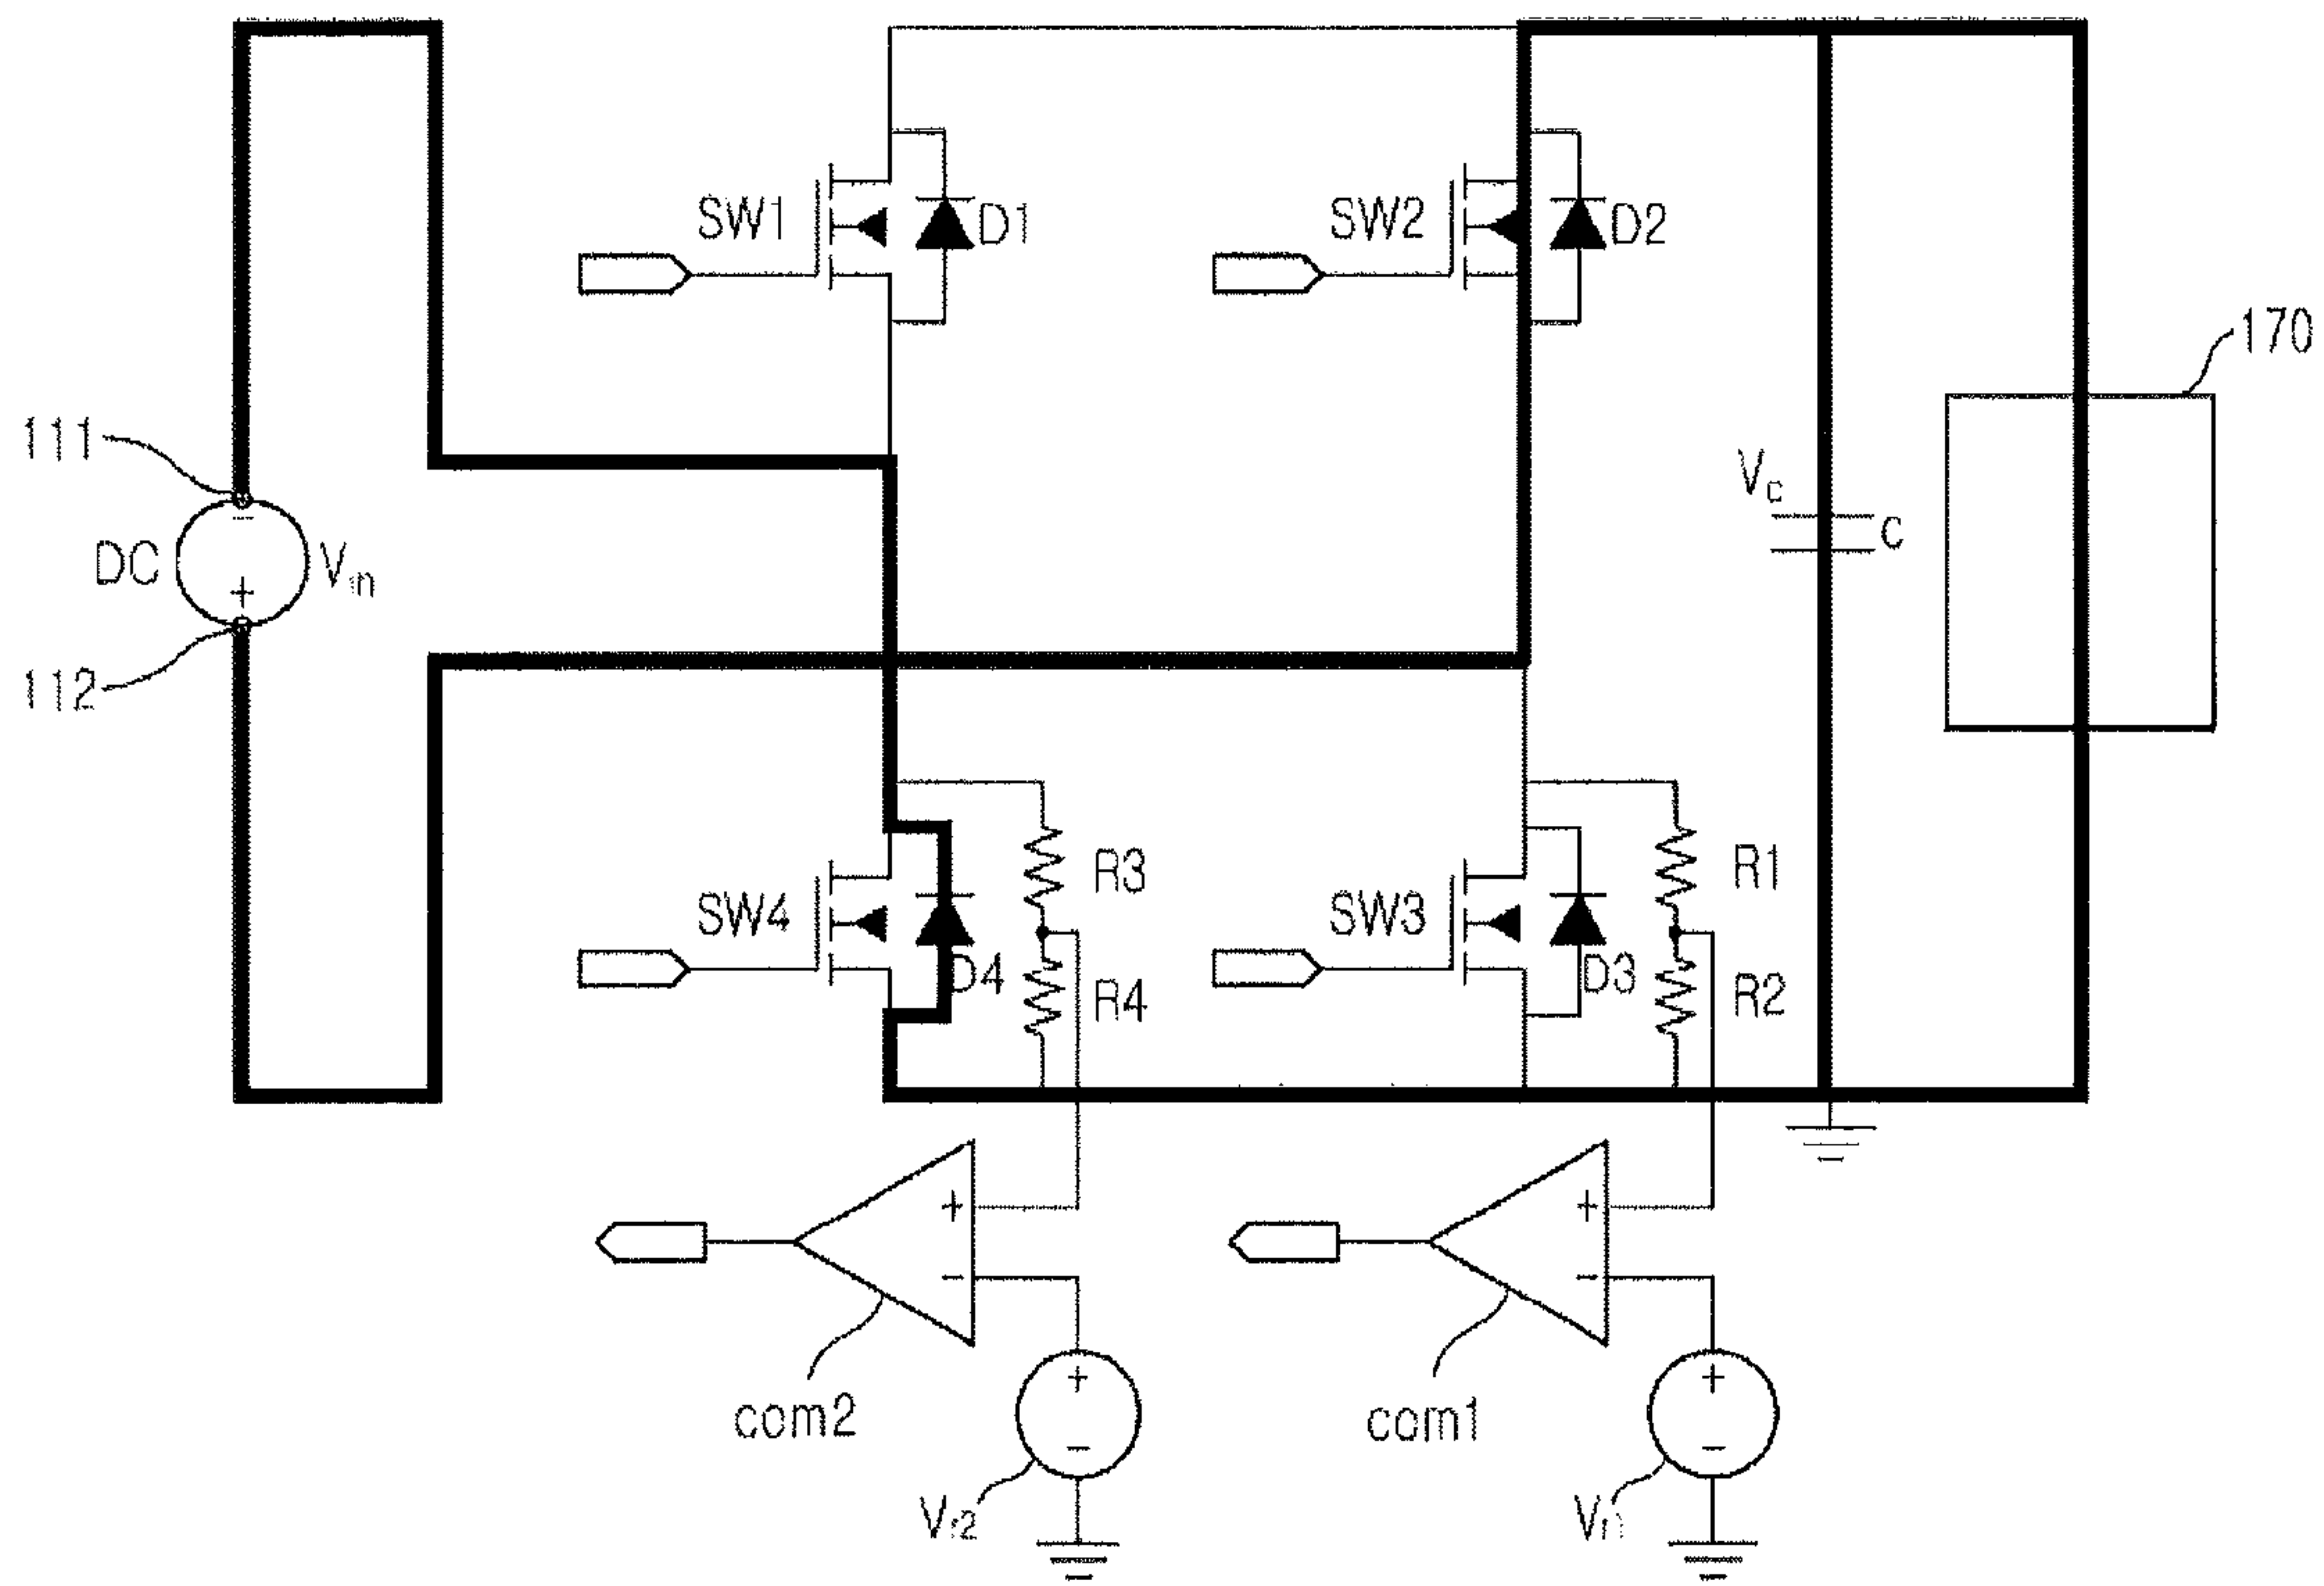 SW1
D1
SW2
D2
170
111
DC
-
+
Vin
112
Vc
C
SW4
D4
R3
R4
SW3
D3
R1
R2
+
-
com2
+
-
Vr2
+
-
com1
+
-